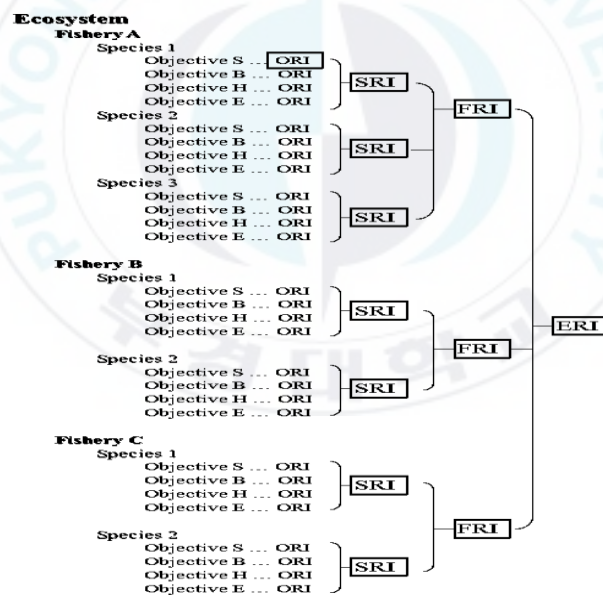 Ecosystem
Fishery A
Species 1
Objective S ... ORI
Objective B ... ORI
Objective H ... ORI
Objective E ... ORI
SRI
Species 2
Objective S ... ORI
Objective B ... ORI
Objective H ... ORI
Objective E ... ORI
SRI
Species 3
Objective S ... ORI
Objective B ... ORI
Objective H ... ORI
Objective E ... ORI
SRI
FRI
Fishery B
Species 1
Objective S ... ORI
Objective B ... ORI
Objective H ... ORI
Objective E ... ORI
SRI
Species 2
Objective S ... ORI
Objective B ... ORI
Objective H ... ORI
Objective E ... ORI
SRI
FRI
ERI
Fishery C
Species 1
Objective S ... ORI
Objective B ... ORI
Objective H ... ORI
Objective E ... ORI
SRI
Species 2
Objective S ... ORI
Objective B ... ORI
Objective H ... ORI
Objective E ... ORI
SRI
FRI